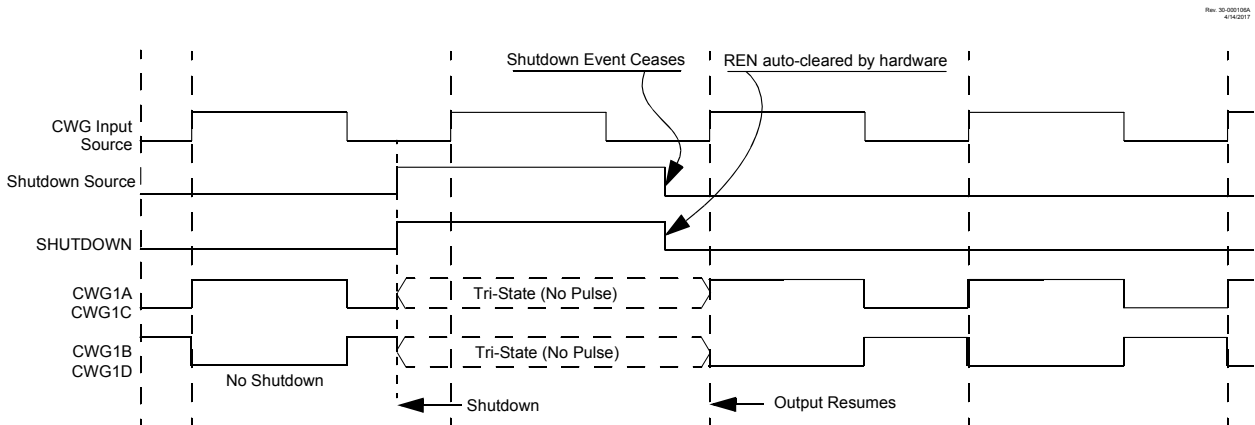 Rev. 30-000106A
4/14/2017
Shutdown Event Ceases
REN auto-cleared by hardware
CWG Input
Source
Shutdown Source
SHUTDOWN
CWG1A
CWG1C
Tri-State (No Pulse)
CWG1B
CWG1D
Tri-State (No Pulse)
No Shutdown
Shutdown
Output Resumes